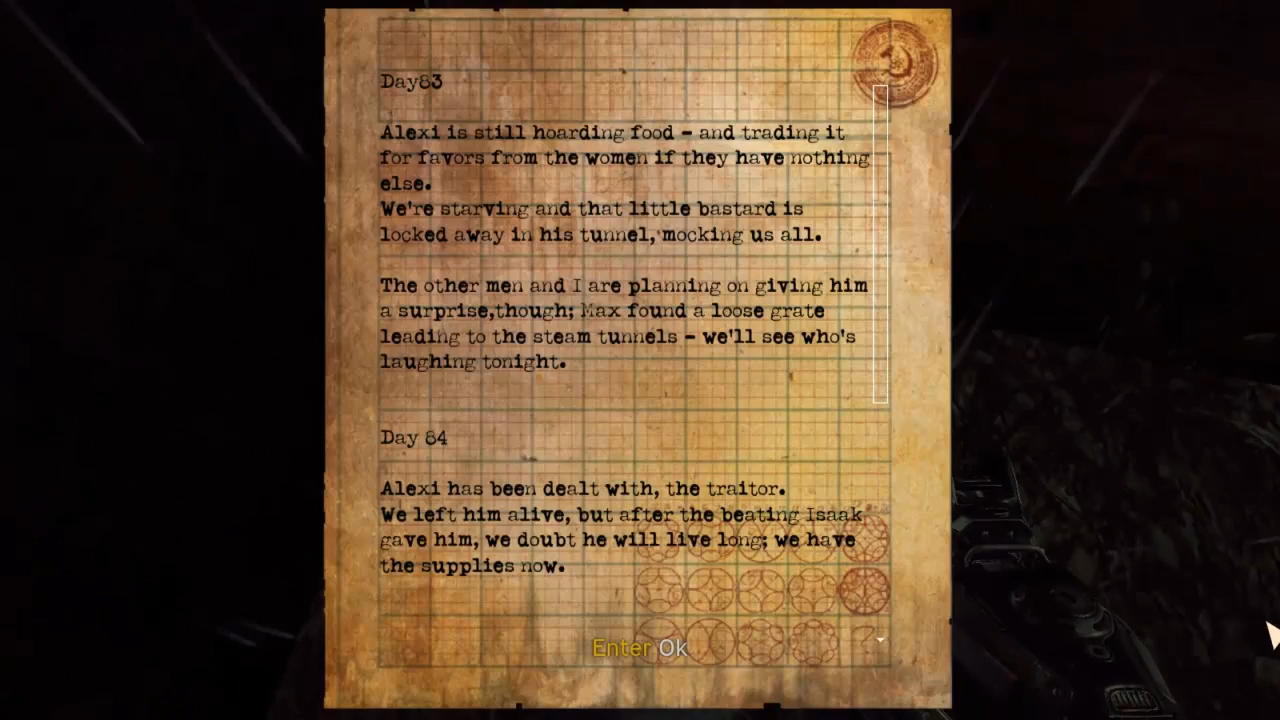 Day83
Alexi is still hoarding food - and trading it
for favors from the women if they have nothing
else.
We're starving and that little bastard is
locked away in his tunnel, mocking us all.
The other men and I are planning on giving him
a surprise,though; Max found a loose grate
leading to the steam tunnels - we'll see who's
laughing tonight.
Day 84
Alexi has been dealt with, the traitor.
We left him alive, but after the beating Isaak
gave him, we doubt he will live long; we have
the supplies now.
Enter Ok